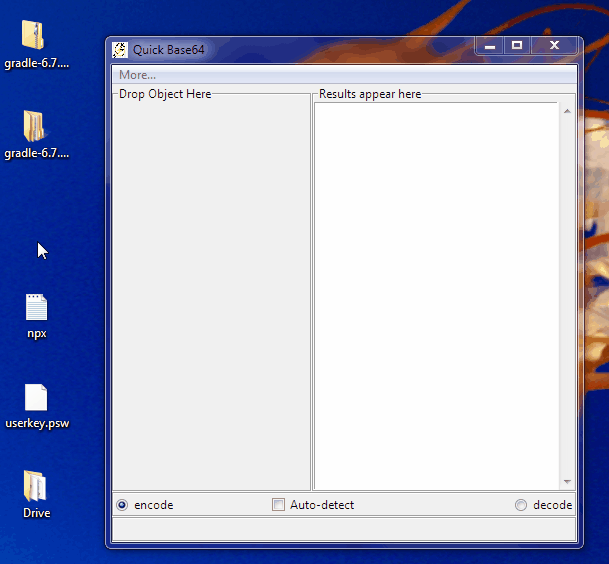 gradle-6.7....
gradle-6.7....
npx
userkey.psw
Drive
Quick Base64
More...
Drop Object Here
Results appear here
encode
Auto-detect
decode